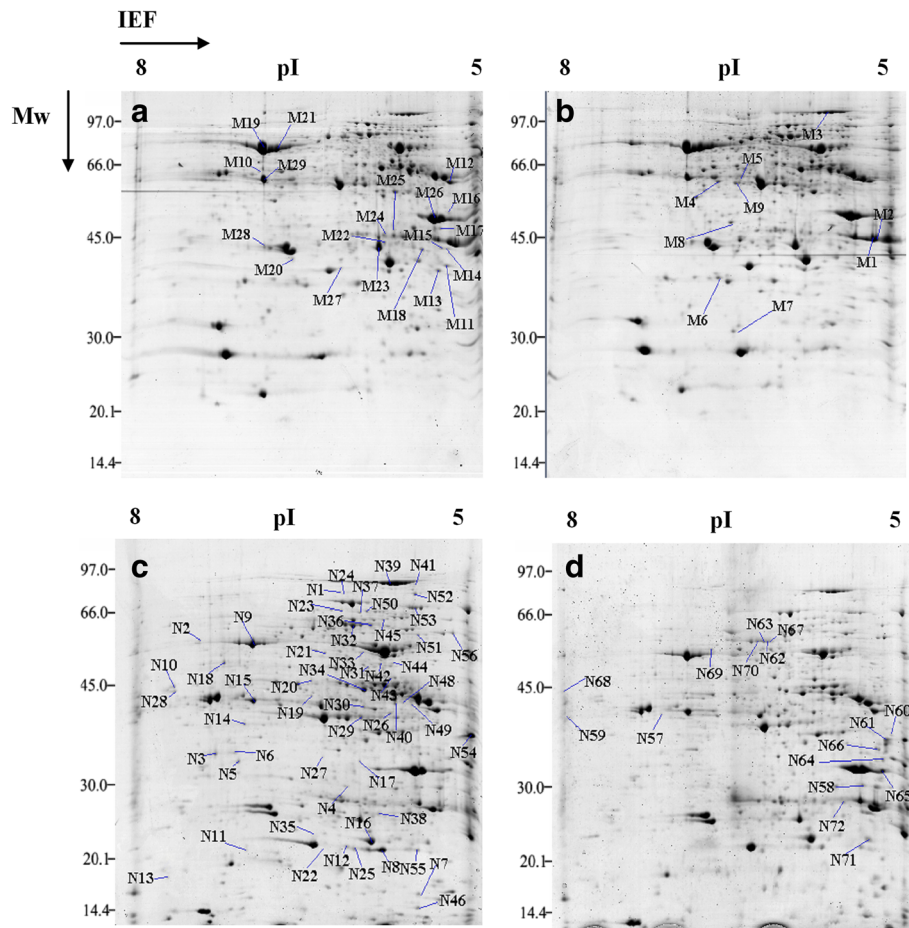 IEF
8 pI 5 8 pI 5
Mw
a b
97.0 97.0
M19 M21 M3
66.0 66.0
M10 M29 M12 M5
M25 M26 M16 M4 M9
M24 M17 M2
45.0 M28 M22 M15 45.0 M8
M20 M14 M1
M27 M23 M13
M18 M11 M6 M7
30.0 30.0
20.1 20.1
14.4 14.4
8 pI 5 8 pI 5
c d
97.0 N24 N39 N41 97.0
N1 N37 N52
66.0 N23 N50 N53 66.0
N2 N9 N36 N45 N63 N67
N32 N51 N56
N10 N21 N33 N44 N69 N70 N62
N18 N34 N31 N42
45.0 N28 N15 N20 N43 N48 45.0 N68
N19 N30 N49 N60
N14 N29 N26 N40 N59 N57 N61
N3 N6 N54 N66
N5 N27 N17 N64
30.0 30.0 N58 N65
N4 N38 N72
N11 N35 N16
20.1 N22 N12 N25 N8 N55 N7 20.1 N71
N13 N46
14.4 14.4